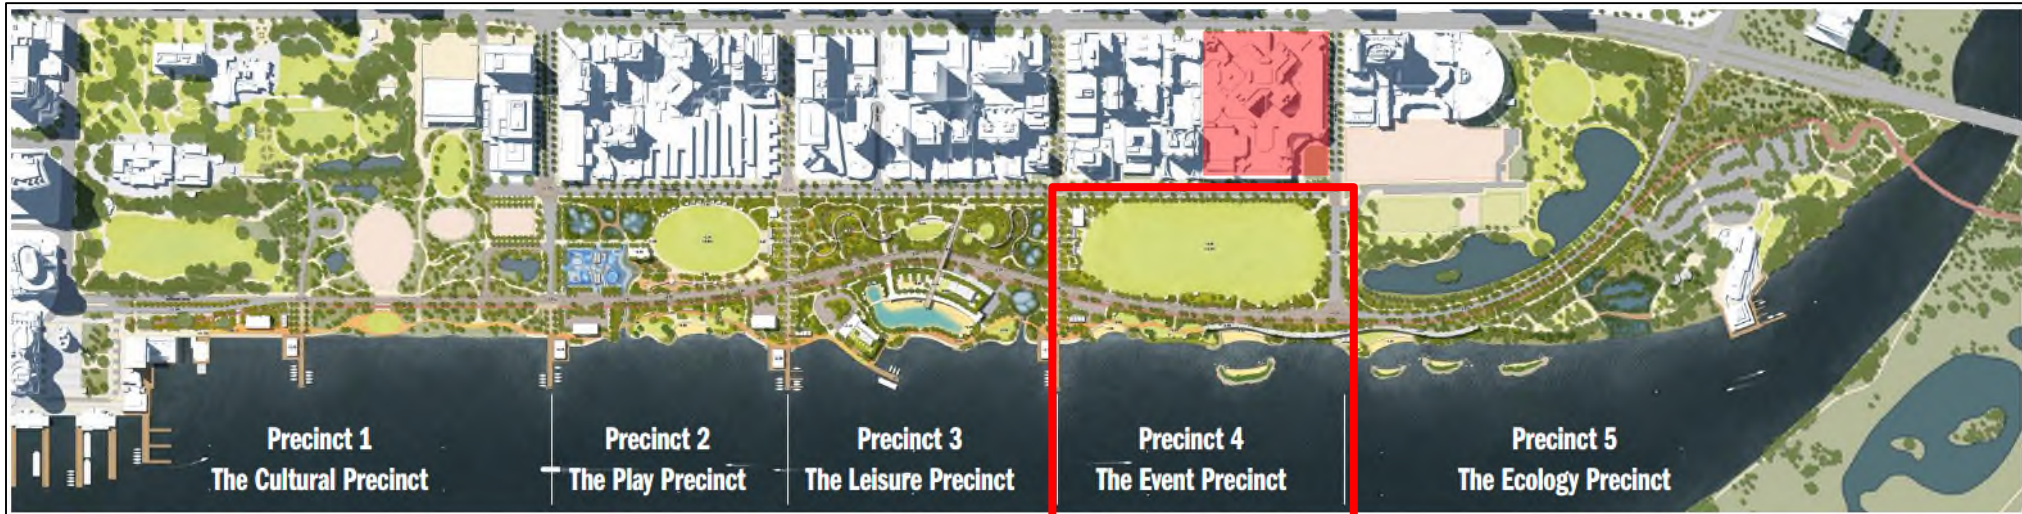 Precinct 1
The Cultural Precinct
Precinct 2
The Play Precinct
Precinct 3
The Leisure Precinct
Precinct 4
The Event Precinct
Precinct 5
The Ecology Precinct